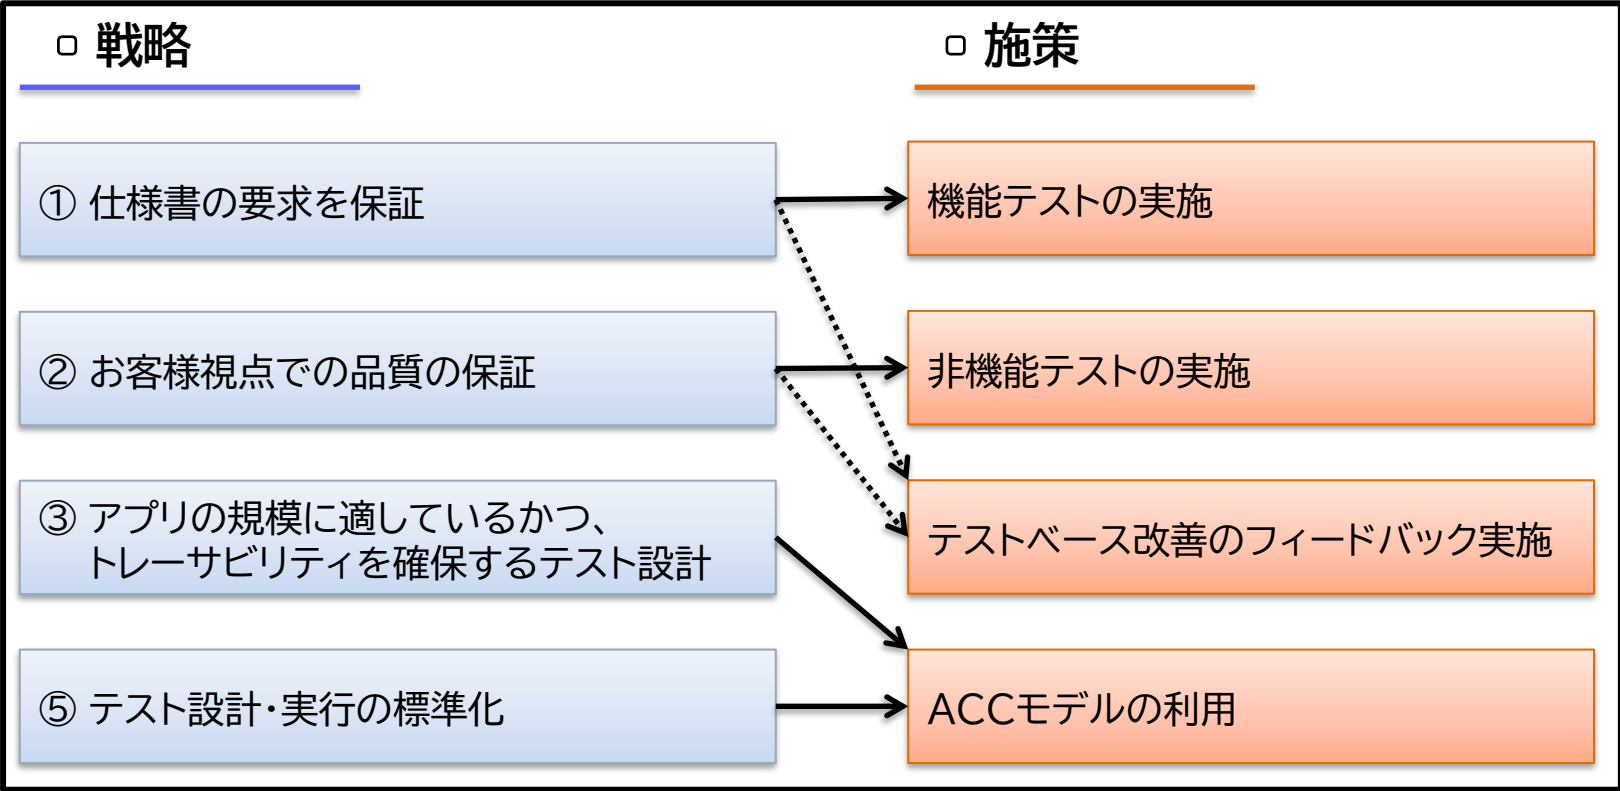 戦略
施策
① 仕様書の要求を保証
機能テストの実施
② お客様視点での品質の保証
非機能テストの実施
③ アプリの規模に適しているかつ、
トレーサビリティを確保するテスト設計
テストベース改善のフィードバック実施
⑤ テスト設計・実行の標準化
ACCモデルの利用